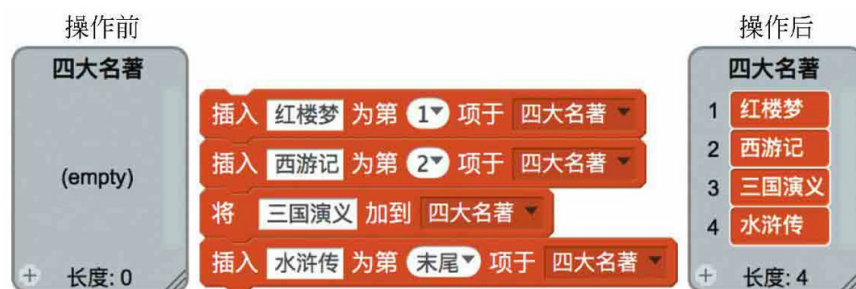 操作前
四大名著
(empty)
+ 长度: 0
插入 红楼梦 为第 1 项于 四大名著
插入 西游记 为第 2 项于 四大名著
将 三国演义 加到 四大名著
插入 水浒传 为第 末尾 项于 四大名著
操作后
四大名著
1 红楼梦
2 西游记
3 三国演义
4 水浒传
+ 长度: 4